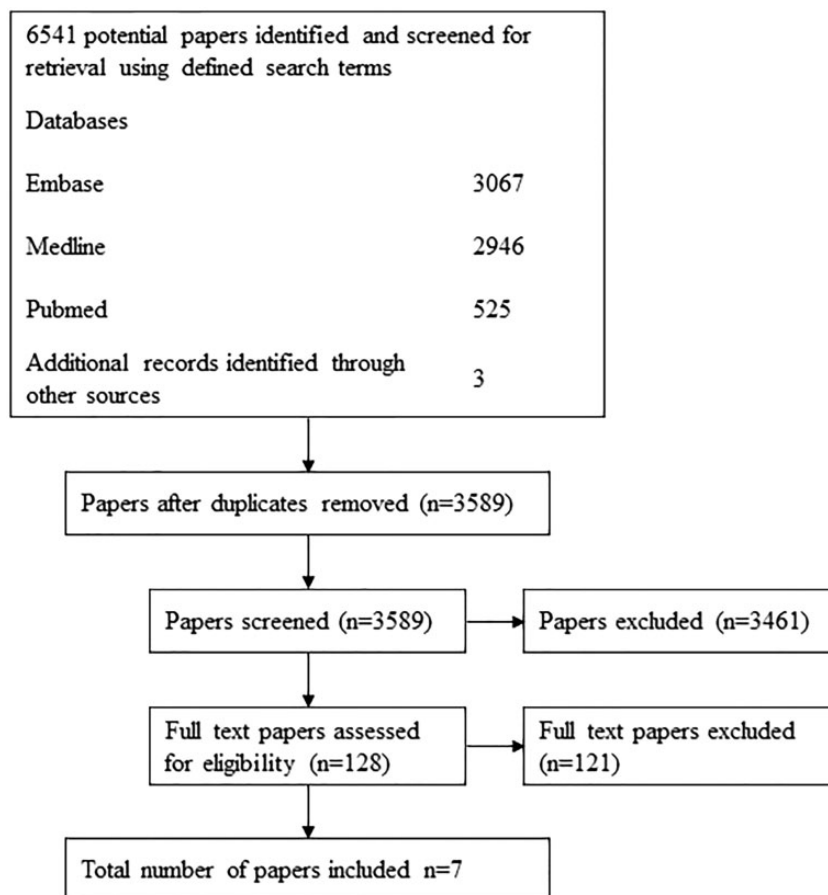 6541 potential papers identified and screened for
retrieval using defined search terms
Databases
Embase 3067
Medline 2946
Pubmed 525
Additional records identified through
other sources 3
Papers after duplicates removed (n=3589)
Papers screened (n=3589)
Papers excluded (n=3461)
Full text papers assessed
for eligibility (n=128)
Full text papers excluded
(n=121)
Total number of papers included n=7